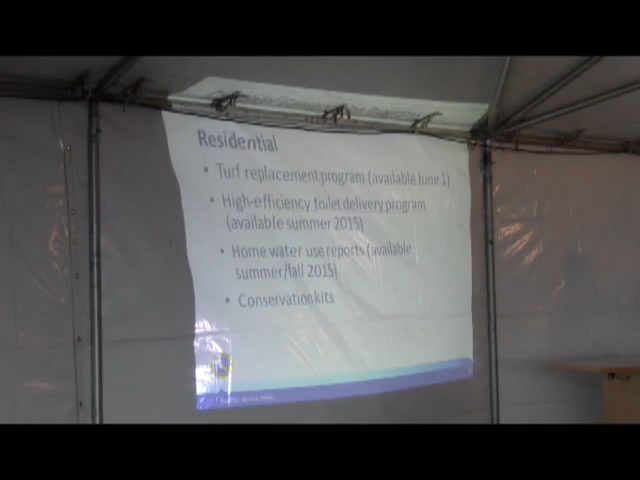 Residential
• Turf replacement program (available June 1)
• High-efficiency toilet delivery program
(available summer 2015)
• Home water use reports (available
summer/fall 2015)
• Conservation kits